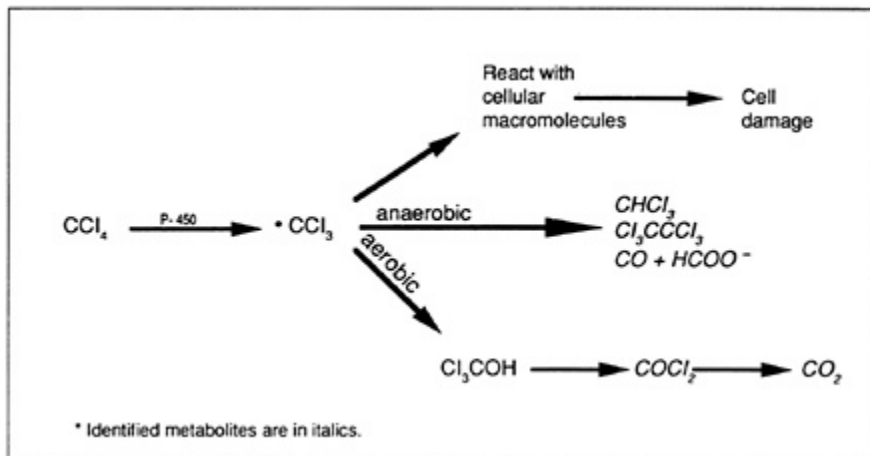 React with
cellular
macromolecules
Cell
damage
CCl₄
P-450
• CCl₃
anaerobic
CHCl₃
Cl₃CCCl₃
CO + HCOO⁻
aerobic
Cl₃COH
COCl₂
CO₂
* Identified metabolites are in italics.